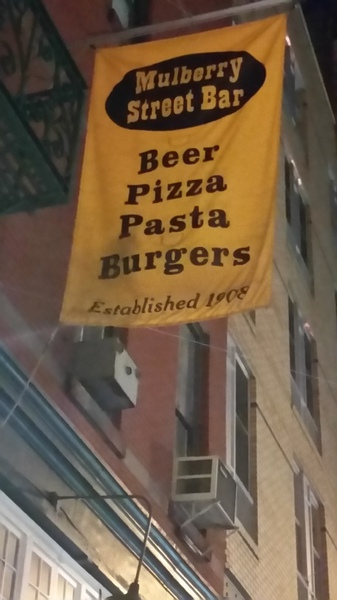 Mulberry
Street Bar
Beer
Pizza
Pasta
Burgers
Established 1908